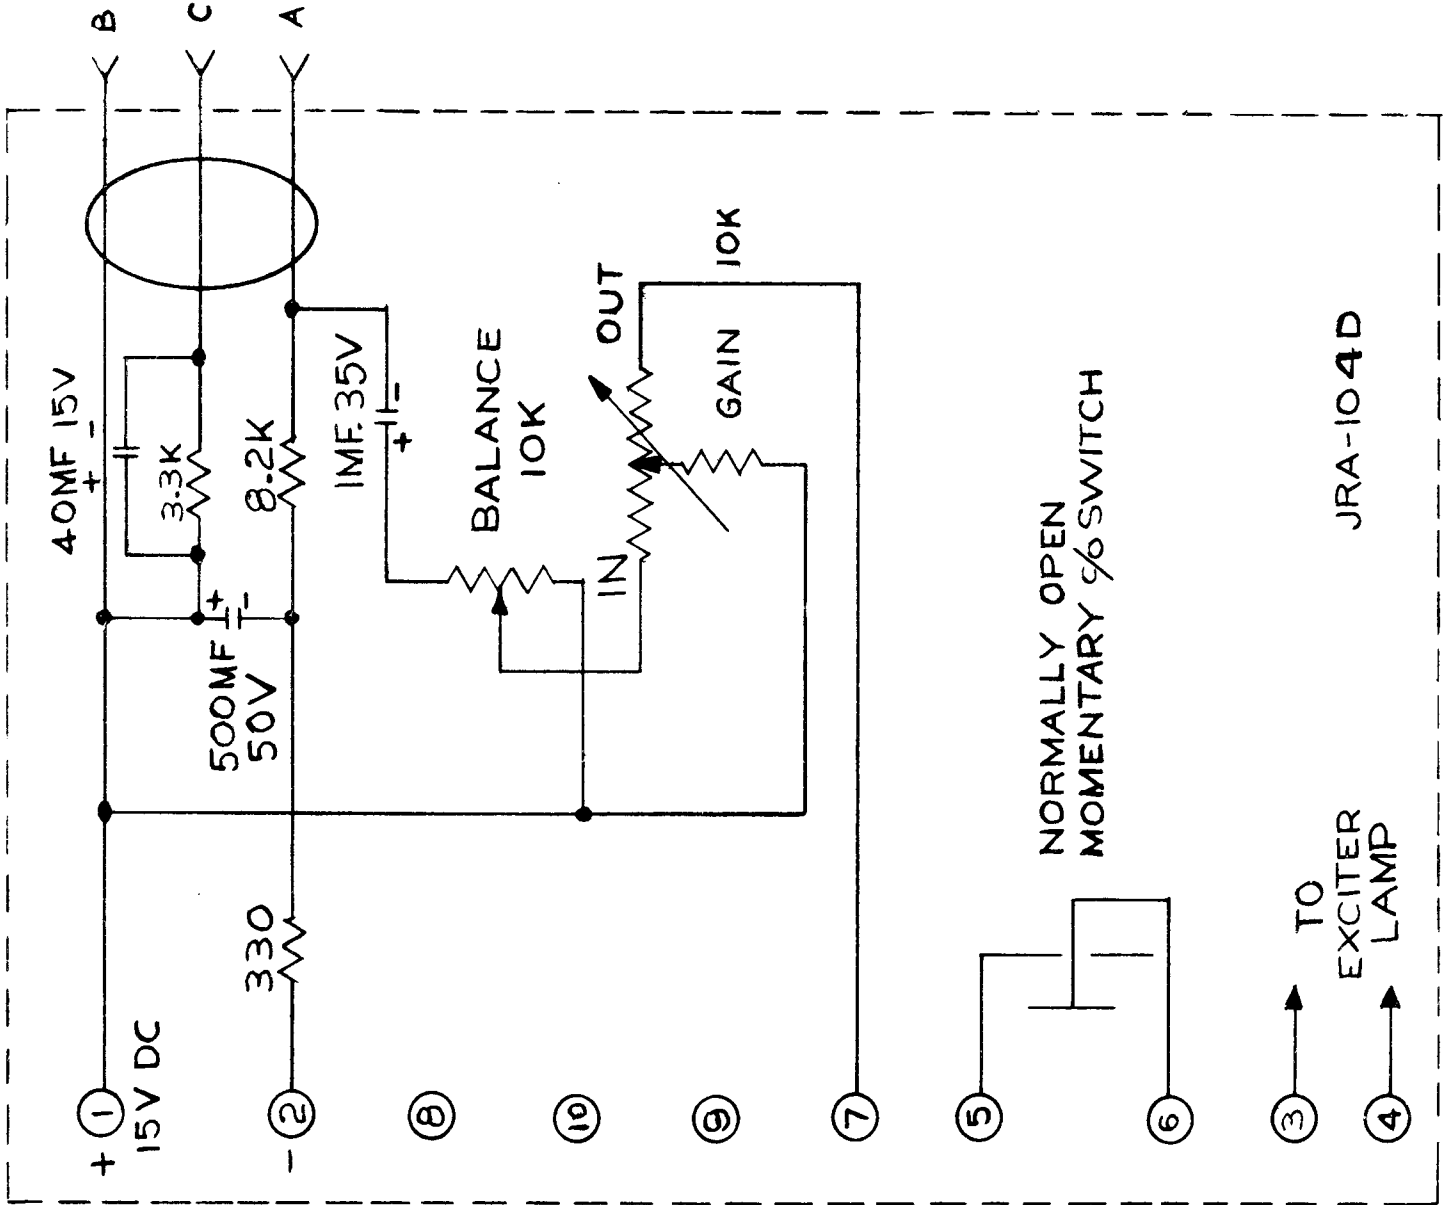 B
C
A
40MF 15V
+ -
3.3K
8.2K
+ -
500MF
50V
1MF. 35V
+ -
BALANCE
10K
OUT
IN
GAIN 10K
330
+ 1
15V DC
- 2
8
10
9
7
5
6
3
4
NORMALLY OPEN
MOMENTARY c/o SWITCH
TO
EXCITER
LAMP
JRA-104D